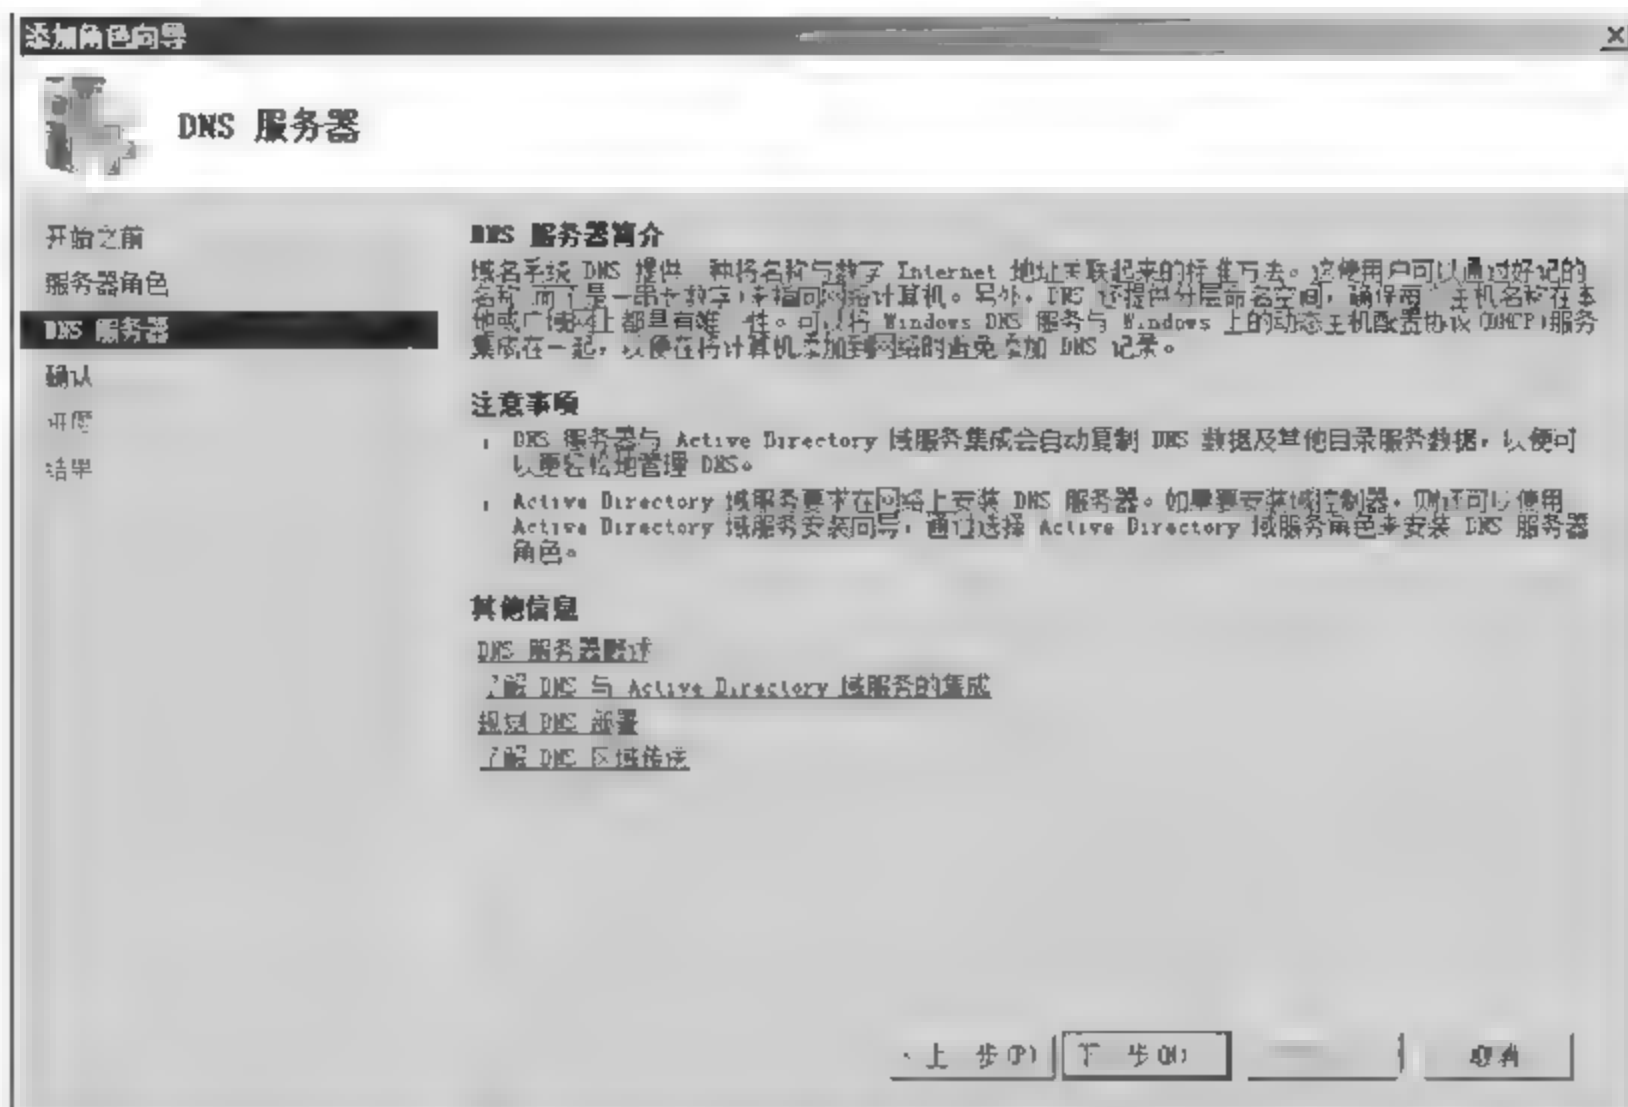 添加角色向导
DNS 服务器
开始之前
服务器角色
DNS 服务器
确认
进度
结果
DNS 服务器简介
域名系统 DNS 提供 种将名称与数字 Internet 地址关联起来的标准方法。这使用户可以通过好记的
名称 而不是一串长数字)来指向网络计算机。另外，DNS 还提供分层命名空间，确保两 主机名称在本
地或广域网上都具有唯 性。可以将 Windows DNS 服务与 Windows 上的动态主机配置协议(DHCP)服务
集成在一起，以便在将计算机添加到网络时避免添加 DNS 记录。
注意事项
DNS 服务器与 Active Directory 域服务集成会自动复制 DNS 数据及其他目录服务数据，以便可
以更轻松地管理 DNS。
Active Directory 域服务要求在网络上安装 DNS 服务器。如果要安装域控制器，则还可以使用
Active Directory 域服务安装向导，通过选择 Active Directory 域服务角色来安装 DNS 服务器
角色。
其他信息
DNS 服务器概述
了解 DNS 与 Active Directory 域服务的集成
规划 DNS 部署
了解 DNS 区域传送
上 步(P) 下 步(N) 取消